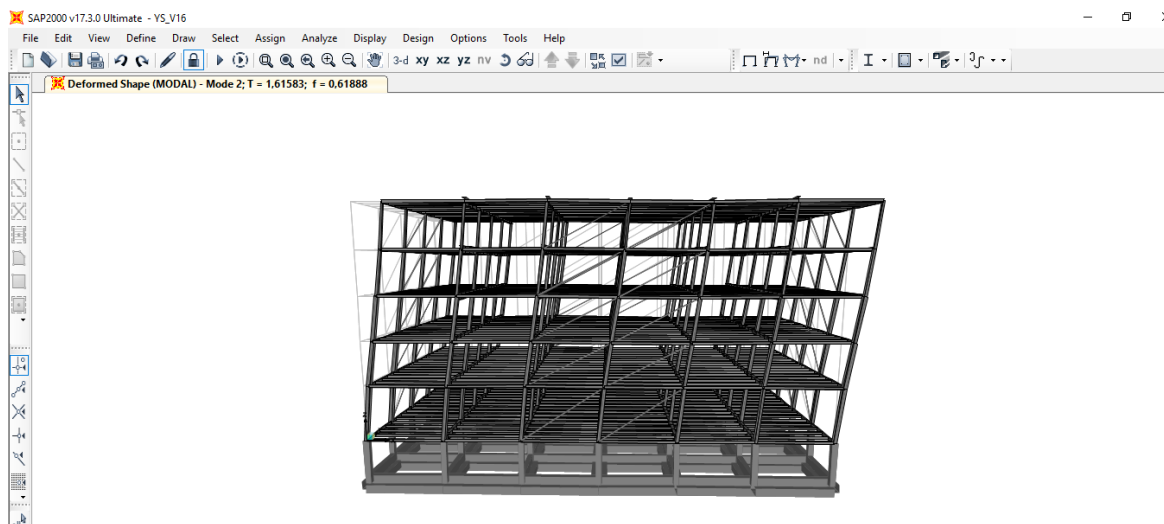 SAP2000 v17.3.0 Ultimate - YS_V16
File Edit View Define Draw Select Assign Analyze Display Design Options Tools Help
3-d xy xz yz nv nd
Deformed Shape (MODAL) - Mode 2; T = 1,61583; f = 0,61888